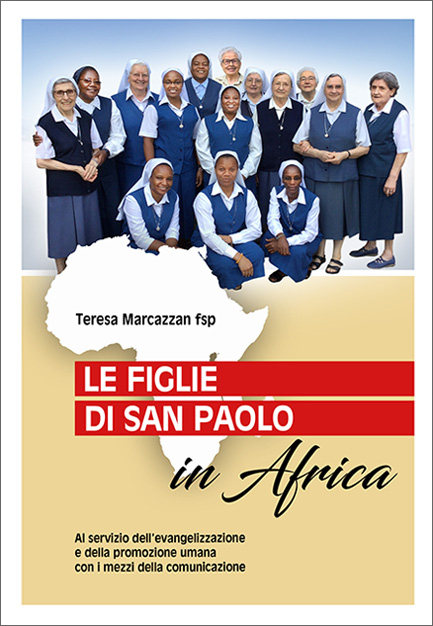 Teresa Marcazzan fsp
LE FIGLIE
DI SAN PAOLO
in Africa
Al servizio dell'evangelizzazione
e della promozione umana
con i mezzi della comunicazione